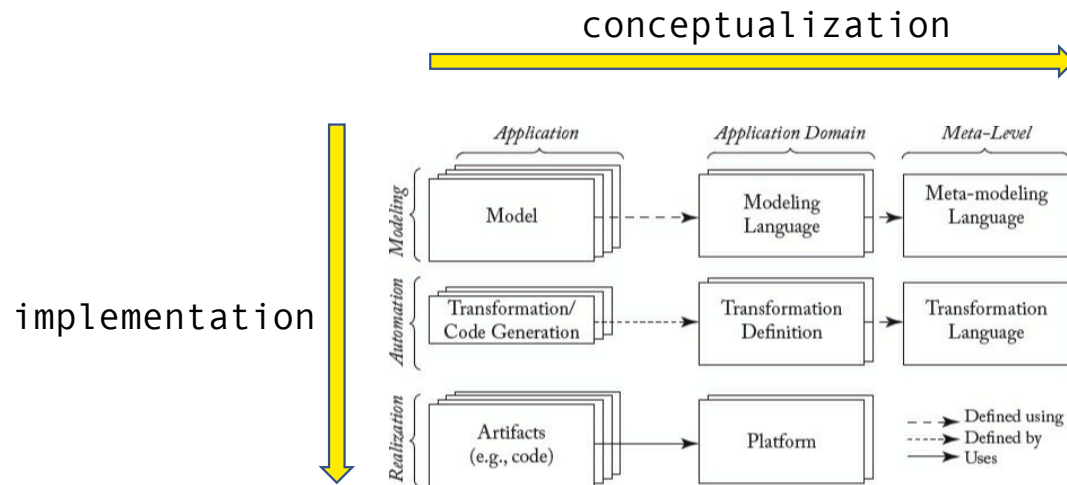 conceptualization
implementation
Application
Application Domain
Meta-Level
Modeling
Model
Modeling
Language
Meta-modeling
Language
Automation
Transformation/
Code Generation
Transformation
Definition
Transformation
Language
Realization
Artifacts
(e.g., code)
Platform
Defined using
Defined by
Uses